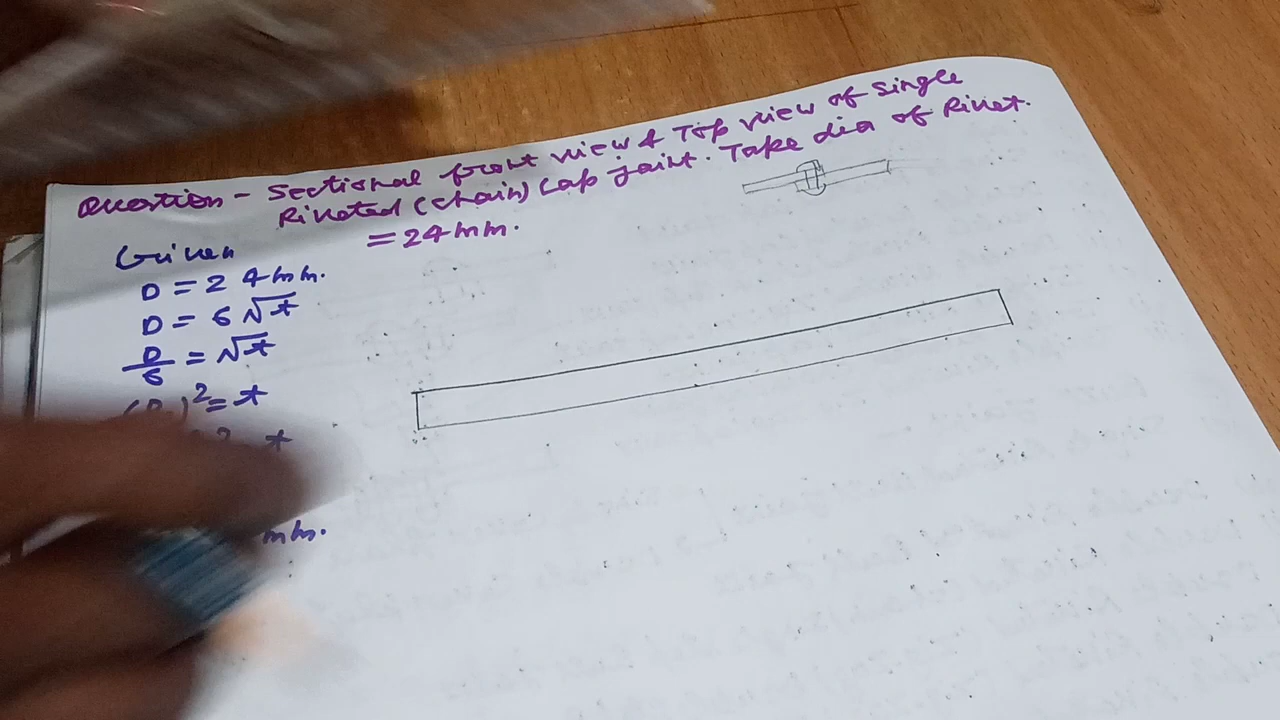 Question - Sectional front view & Top view of Single
Riveted (chain) Lap joint. Take dia of Rivet.
= 24 mm.
Given
D = 24 mm.
D = 6 √t
D/6 = √t
² = t
t
mm.